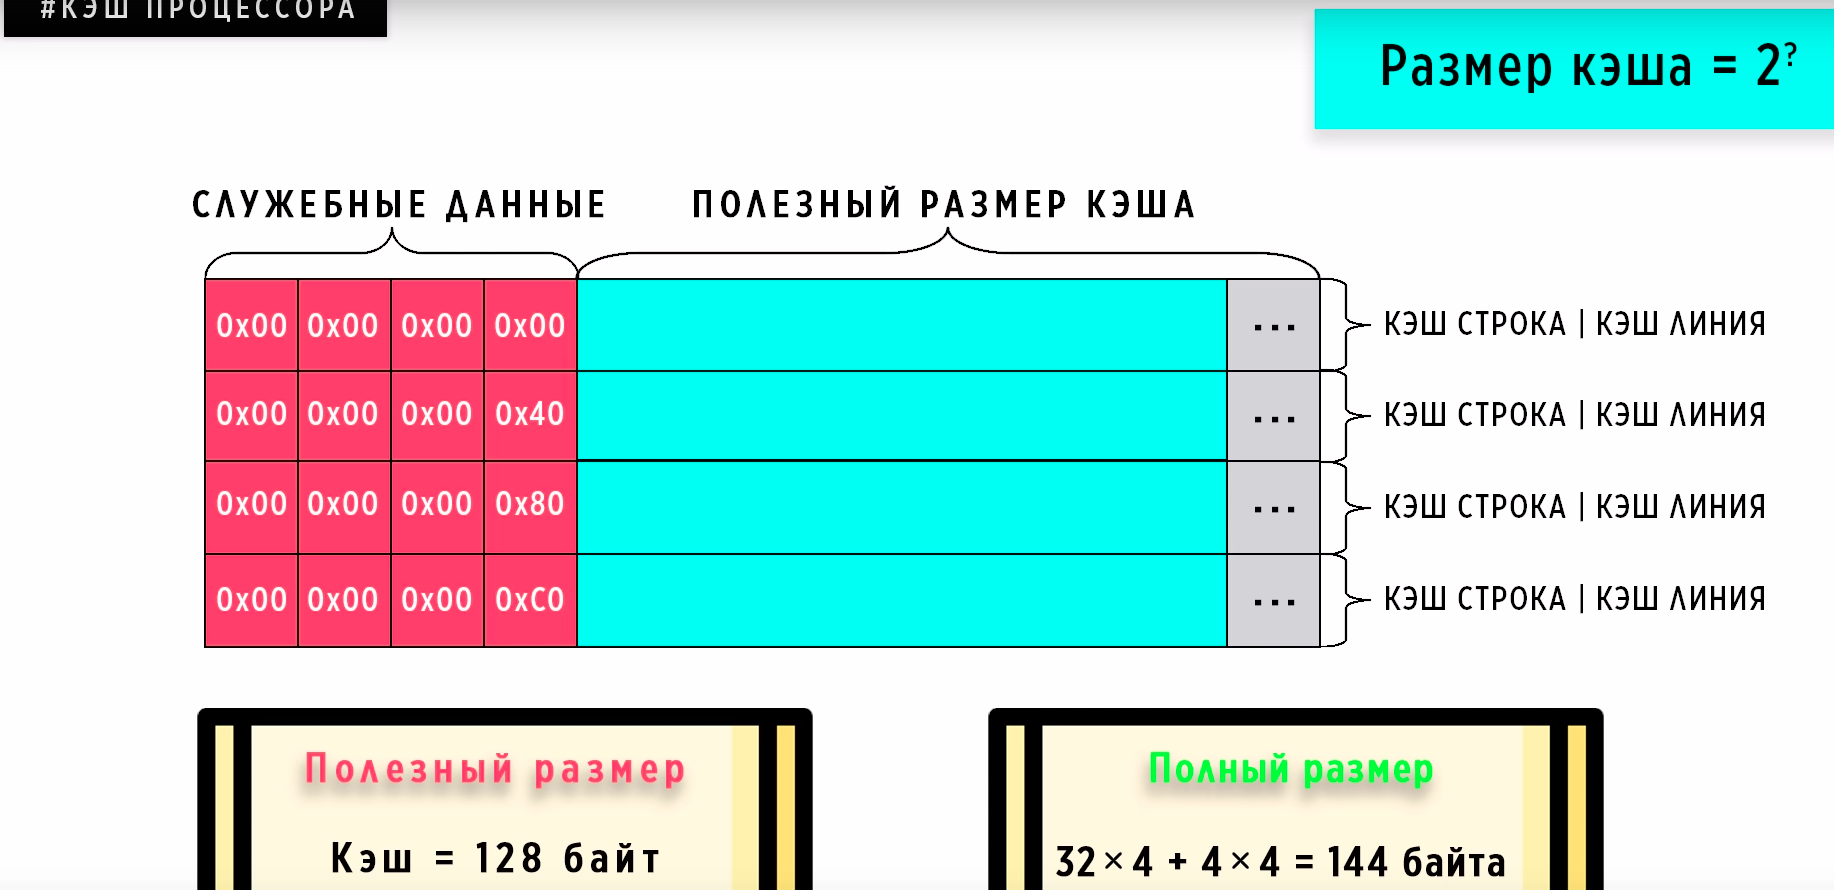 #КЭШ ПРОЦЕССОРА
Размер кэша = 2?
СЛУЖЕБНЫЕ ДАННЫЕ ПОЛЕЗНЫЙ РАЗМЕР КЭША
0x00 0x00 0x00 0x00 ... КЭШ СТРОКА | КЭШ ЛИНИЯ
0x00 0x00 0x00 0x40 ... КЭШ СТРОКА | КЭШ ЛИНИЯ
0x00 0x00 0x00 0x80 ... КЭШ СТРОКА | КЭШ ЛИНИЯ
0x00 0x00 0x00 0xC0 ... КЭШ СТРОКА | КЭШ ЛИНИЯ
Полезный размер
Кэш = 128 байт
Полный размер
32×4 + 4×4 = 144 байта